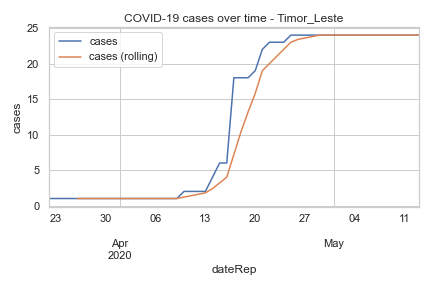 COVID-19 cases over time - Timor_Leste
cases
cases (rolling)
25
20
15
10
5
0
cases
23 30 06 13 20 27 04 11
Apr May
2020
dateRep